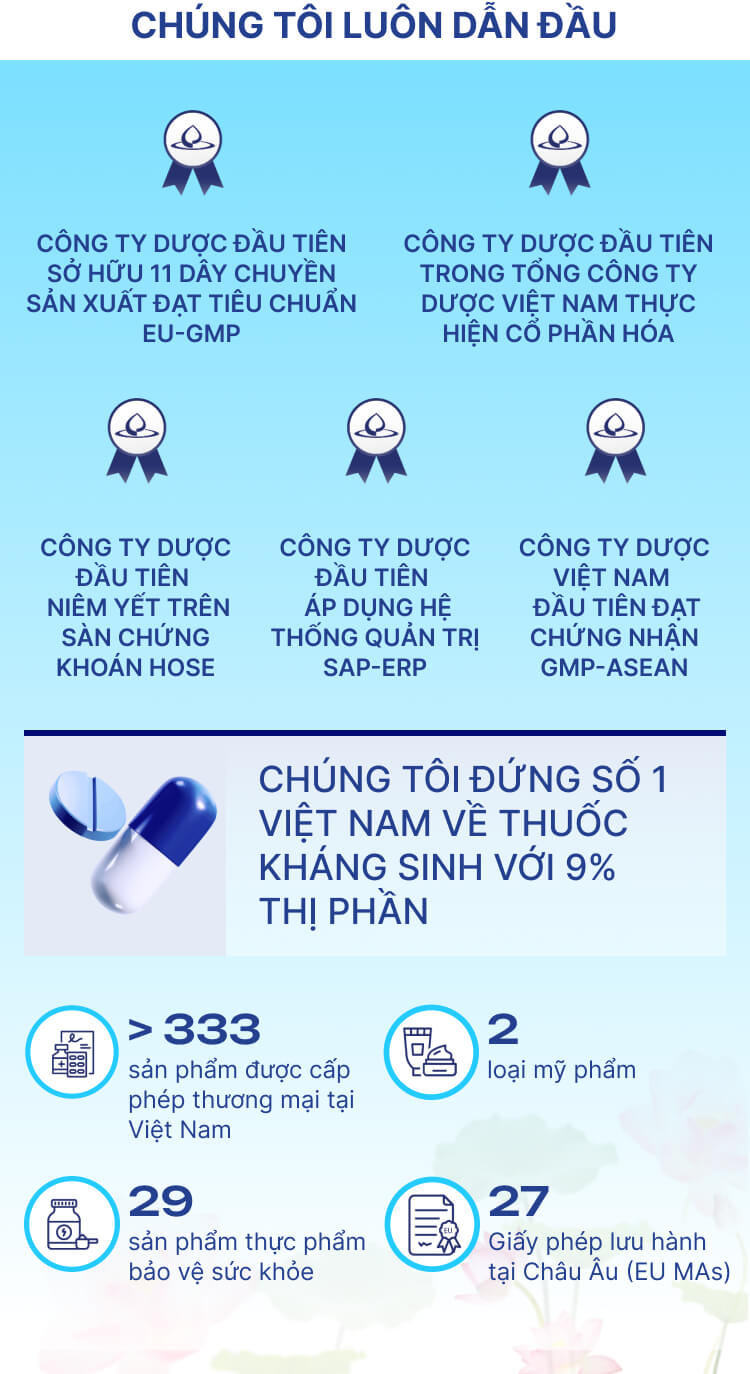 CHÚNG TÔI LUÔN DẪN ĐẦU
CÔNG TY DƯỢC ĐẦU TIÊN
SỞ HỮU 11 DÂY CHUYỀN
SẢN XUẤT ĐẠT TIÊU CHUẨN
EU-GMP
CÔNG TY DƯỢC ĐẦU TIÊN
TRONG TỔNG CÔNG TY
DƯỢC VIỆT NAM THỰC
HIỆN CỔ PHẦN HÓA
CÔNG TY DƯỢC
ĐẦU TIÊN
NIÊM YẾT TRÊN
SÀN CHỨNG
KHOÁN HOSE
CÔNG TY DƯỢC
ĐẦU TIÊN
ÁP DỤNG HỆ
THỐNG QUẢN TRỊ
SAP-ERP
CÔNG TY DƯỢC
VIỆT NAM
ĐẦU TIÊN ĐẠT
CHỨNG NHẬN
GMP-ASEAN
CHÚNG TÔI ĐỨNG SỐ 1
VIỆT NAM VỀ THUỐC
KHÁNG SINH VỚI 9%
THỊ PHẦN
> 333
sản phẩm được cấp
phép thương mại tại
Việt Nam
2
loại mỹ phẩm
29
sản phẩm thực phẩm
bảo vệ sức khỏe
EU
27
Giấy phép lưu hành
tại Châu Âu (EU MAs)